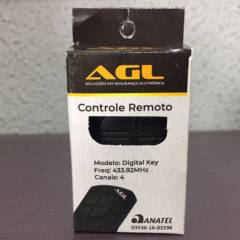 AGL
SOLUÇÕES EM SEGURANÇA ELETRÔNICA
Controle Remoto
Modelo: Digital Key
Freq: 433,92MHz
Canais: 4
AGL
ANATEL
03536-16-03296